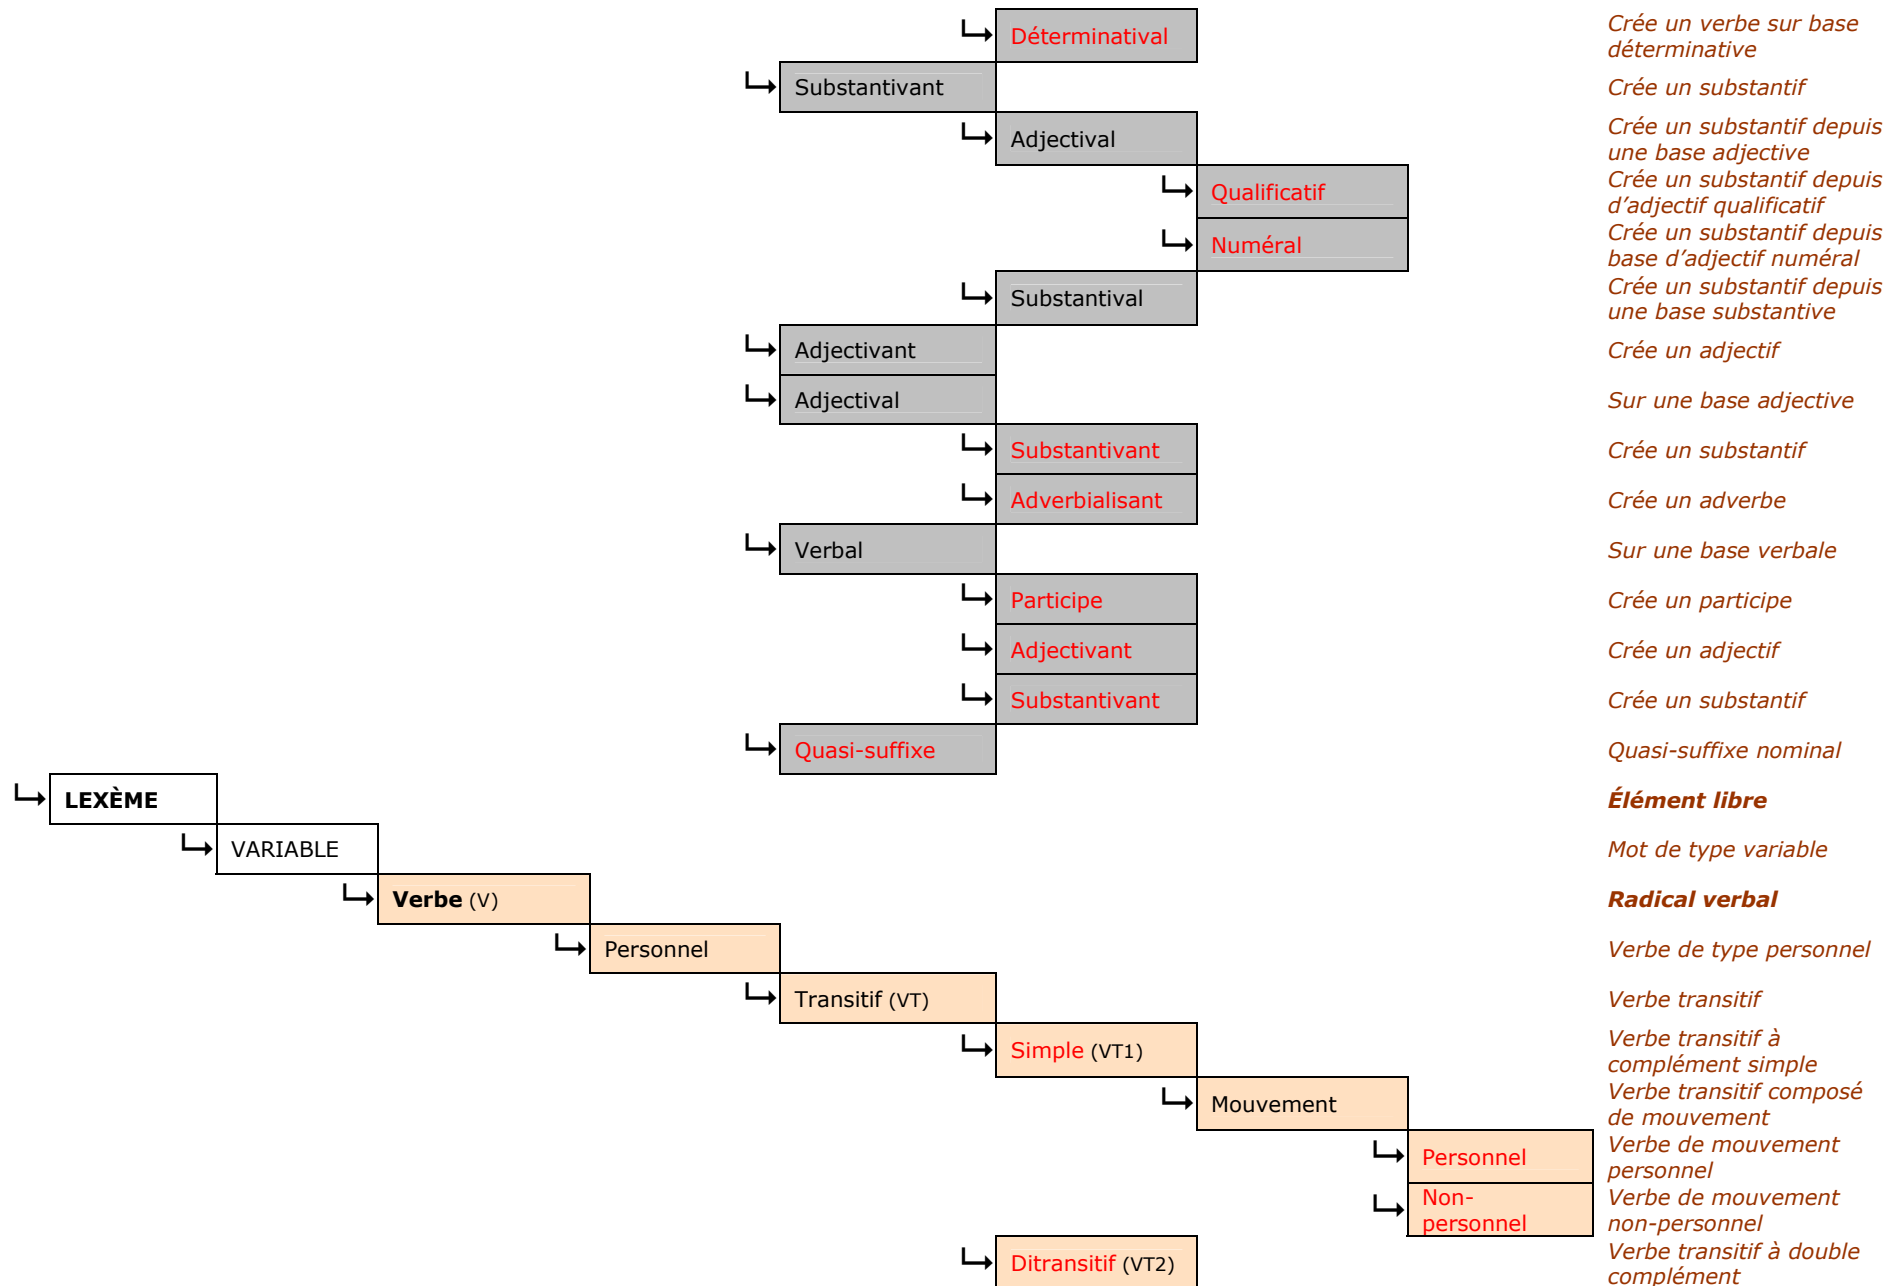 Déterminatival
Crée un verbe sur base
déterminative
Substantivant
Crée un substantif
Adjectival
Crée un substantif depuis
une base adjective
Qualificatif
Crée un substantif depuis
d’adjectif qualificatif
Numéral
Crée un substantif depuis
base d’adjectif numéral
Substantival
Crée un substantif depuis
une base substantive
Adjectivant
Crée un adjectif
Adjectival
Sur une base adjective
Substantivant
Crée un substantif
Adverbialisant
Crée un adverbe
Verbal
Sur une base verbale
Participe
Crée un participe
Adjectivant
Crée un adjectif
Substantivant
Crée un substantif
Quasi-suffixe
Quasi-suffixe nominal
LEXÈME
Élément libre
VARIABLE
Mot de type variable
Verbe (V)
Radical verbal
Personnel
Verbe de type personnel
Transitif (VT)
Verbe transitif
Simple (VT1)
Verbe transitif à
complément simple
Mouvement
Verbe transitif composé
de mouvement
Personnel
Verbe de mouvement
personnel
Non-
personnel
Verbe de mouvement
non-personnel
Ditransitif (VT2)
Verbe transitif à double
complément